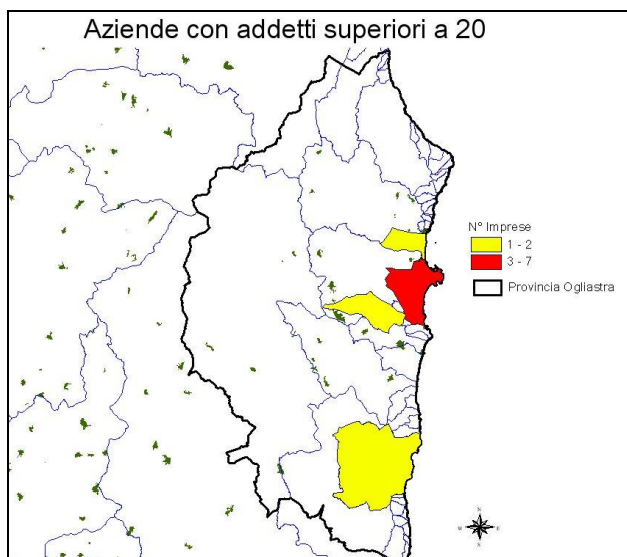 Aziende con addetti superiori a 20
N° Imprese
1 - 2
3 - 7
Provincia Ogliastra
N
W
E
S